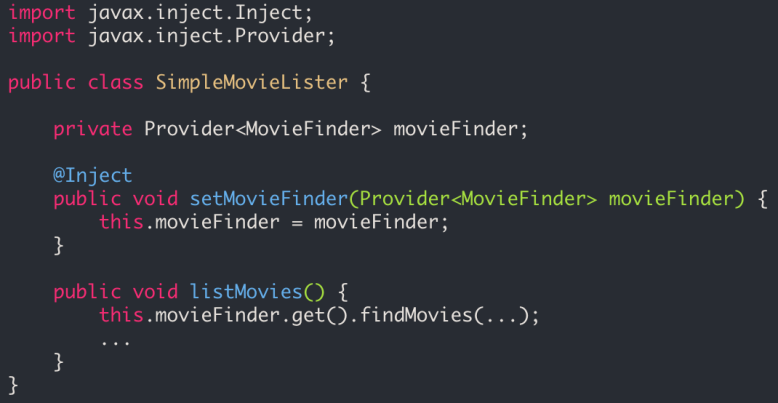 import javax.inject.Inject;
import javax.inject.Provider;

public class SimpleMovieLister {

    private Provider<MovieFinder> movieFinder;

    @Inject
    public void setMovieFinder(Provider<MovieFinder> movieFinder) {
        this.movieFinder = movieFinder;
    }

    public void listMovies() {
        this.movieFinder.get().findMovies(...);
        ...
    }
}